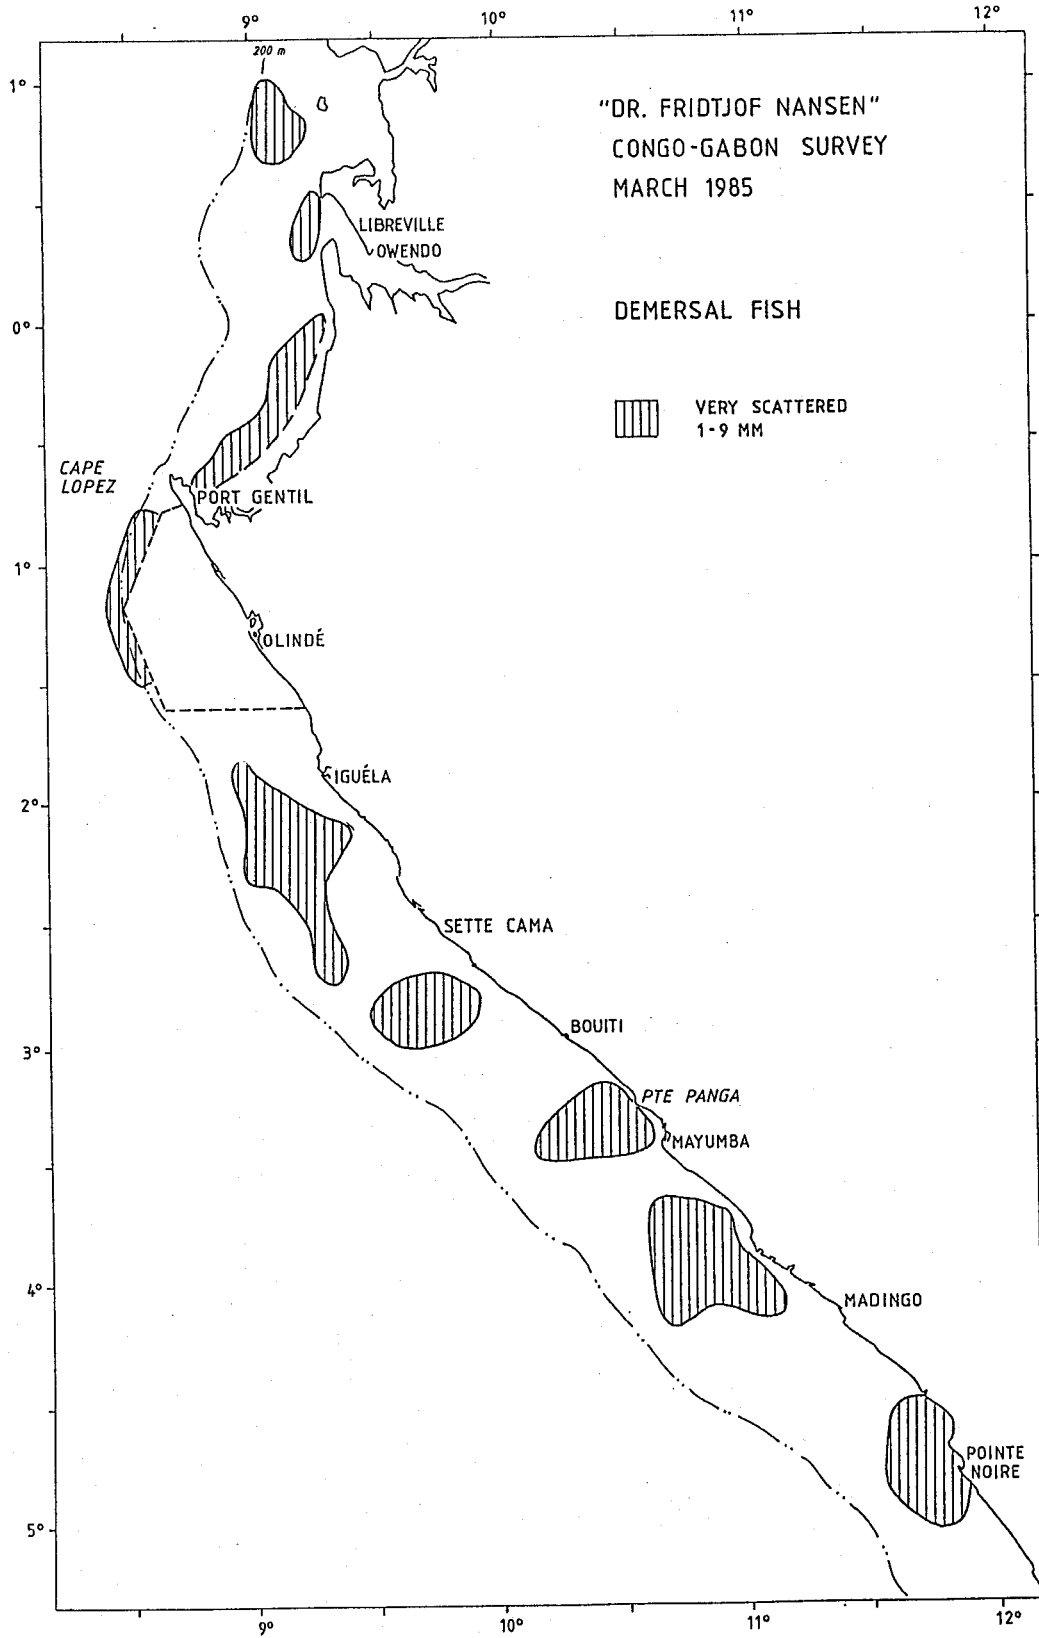 9° 10° 11° 12°
200 m
1°
"DR. FRIDTJOF NANSEN"
CONGO-GABON SURVEY
MARCH 1985
LIBREVILLE
OWENDO
DEMERSAL FISH
0°
VERY SCATTERED
1-9 MM
CAPE
LOPEZ
PORT GENTIL
1°
OLINDÉ
IGUÉLA
2°
SETTE CAMA
BOUITI
3°
PTE PANGA
MAYUMBA
4°
MADINGO
POINTE
NOIRE
5°
9° 10° 11° 12°